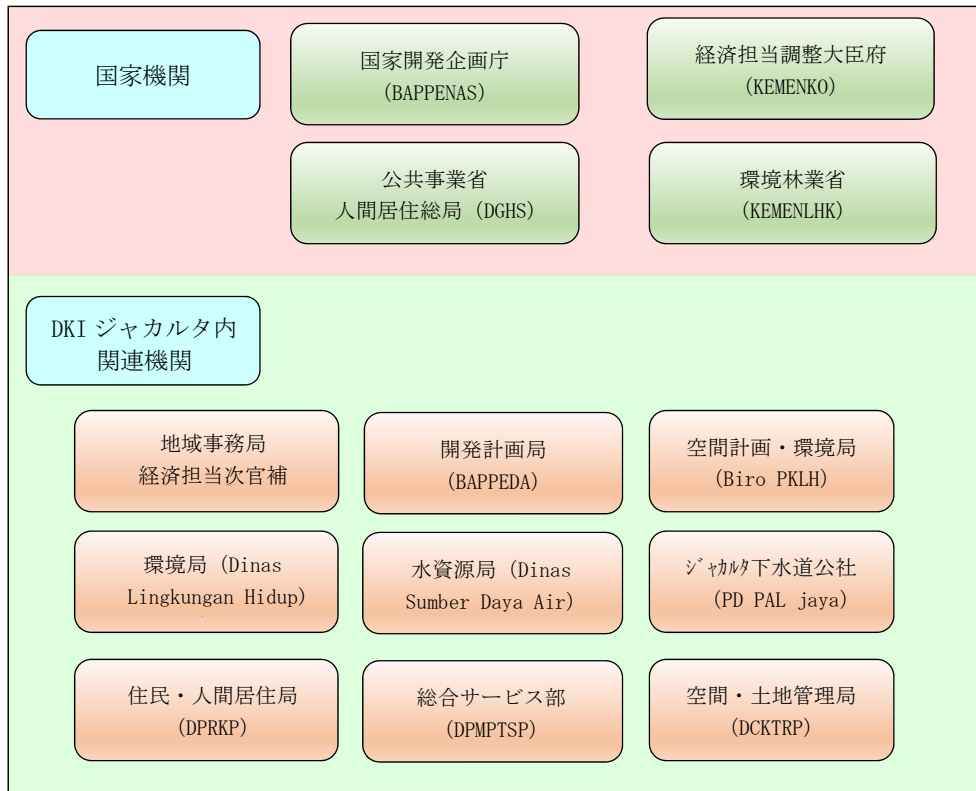 国家機関
国家開発企画庁
(BAPPENAS)
経済担当調整大臣府
(KEMENKO)
公共事業省
人間居住総局 (DGHS)
環境林業省
(KEMENLHK)
DKI ジャカルタ内
関連機関
地域事務局
経済担当次官補
開発計画局
(BAPPEDA)
空間計画・環境局
(Biro PKLH)
環境局 (Dinas
Lingkungan Hidup)
水資源局 (Dinas
Sumber Daya Air)
ｼﾞｬｶﾙﾀ下水道公社
(PD PAL jaya)
住民・人間居住局
(DPRKP)
総合サービス部
(DPMPTSP)
空間・土地管理局
(DCKTRP)